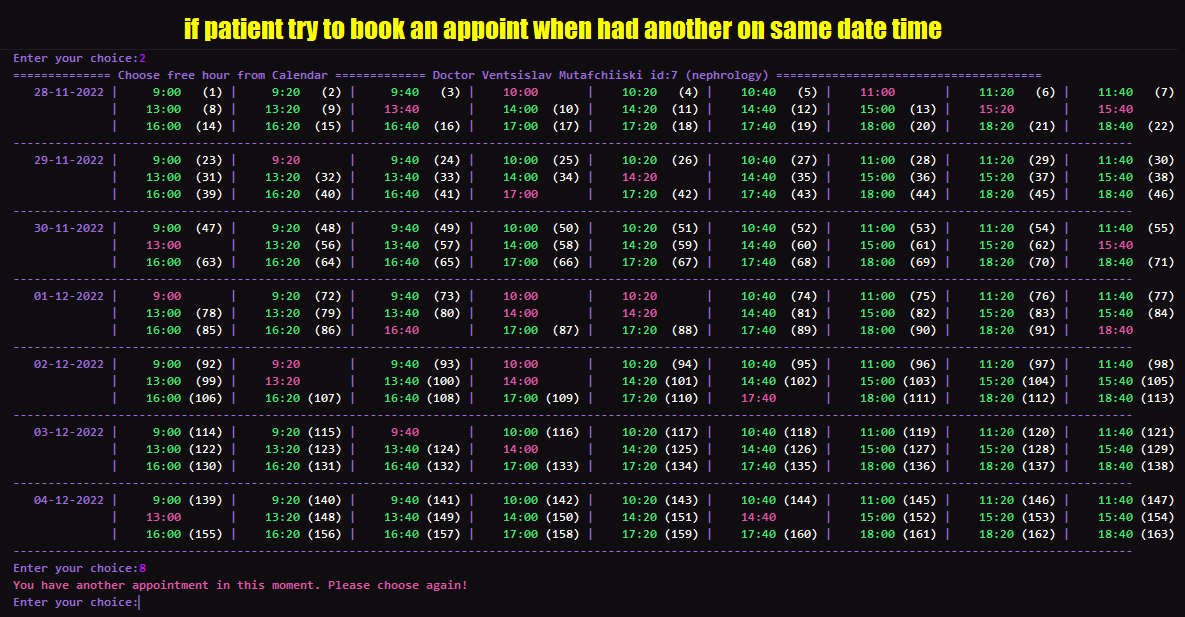 if patient try to book an appoint when had another on same date time
Enter your choice:2
============== Choose free hour from Calendar ============= Doctor Ventsislav Mutafchiiski id:7 (nephrology) ======================================
28-11-2022 | 9:00 (1) | 9:20 (2) | 9:40 (3) | 10:00 | 10:20 (4) | 10:40 (5) | 11:00 | 11:20 (6) | 11:40 (7)
| 13:00 (8) | 13:20 (9) | 13:40 | 14:00 (10) | 14:20 (11) | 14:40 (12) | 15:00 (13) | 15:20 | 15:40
| 16:00 (14) | 16:20 (15) | 16:40 (16) | 17:00 (17) | 17:20 (18) | 17:40 (19) | 18:00 (20) | 18:20 (21) | 18:40 (22)
29-11-2022 | 9:00 (23) | 9:20 | 9:40 (24) | 10:00 (25) | 10:20 (26) | 10:40 (27) | 11:00 (28) | 11:20 (29) | 11:40 (30)
| 13:00 (31) | 13:20 (32) | 13:40 (33) | 14:00 (34) | 14:20 | 14:40 (35) | 15:00 (36) | 15:20 (37) | 15:40 (38)
| 16:00 (39) | 16:20 (40) | 16:40 (41) | 17:00 | 17:20 (42) | 17:40 (43) | 18:00 (44) | 18:20 (45) | 18:40 (46)
30-11-2022 | 9:00 (47) | 9:20 (48) | 9:40 (49) | 10:00 (50) | 10:20 (51) | 10:40 (52) | 11:00 (53) | 11:20 (54) | 11:40 (55)
| 13:00 | 13:20 (56) | 13:40 (57) | 14:00 (58) | 14:20 (59) | 14:40 (60) | 15:00 (61) | 15:20 (62) | 15:40
| 16:00 (63) | 16:20 (64) | 16:40 (65) | 17:00 (66) | 17:20 (67) | 17:40 (68) | 18:00 (69) | 18:20 (70) | 18:40 (71)
01-12-2022 | 9:00 | 9:20 (72) | 9:40 (73) | 10:00 | 10:20 | 10:40 (74) | 11:00 (75) | 11:20 (76) | 11:40 (77)
| 13:00 (78) | 13:20 (79) | 13:40 (80) | 14:00 | 14:20 | 14:40 (81) | 15:00 (82) | 15:20 (83) | 15:40 (84)
| 16:00 (85) | 16:20 (86) | 16:40 | 17:00 (87) | 17:20 (88) | 17:40 (89) | 18:00 (90) | 18:20 (91) | 18:40
02-12-2022 | 9:00 (92) | 9:20 | 9:40 (93) | 10:00 | 10:20 (94) | 10:40 (95) | 11:00 (96) | 11:20 (97) | 11:40 (98)
| 13:00 (99) | 13:20 | 13:40 (100) | 14:00 | 14:20 (101) | 14:40 (102) | 15:00 (103) | 15:20 (104) | 15:40 (105)
| 16:00 (106) | 16:20 (107) | 16:40 (108) | 17:00 (109) | 17:20 (110) | 17:40 | 18:00 (111) | 18:20 (112) | 18:40 (113)
03-12-2022 | 9:00 (114) | 9:20 (115) | 9:40 | 10:00 (116) | 10:20 (117) | 10:40 (118) | 11:00 (119) | 11:20 (120) | 11:40 (121)
| 13:00 (122) | 13:20 (123) | 13:40 (124) | 14:00 | 14:20 (125) | 14:40 (126) | 15:00 (127) | 15:20 (128) | 15:40 (129)
| 16:00 (130) | 16:20 (131) | 16:40 (132) | 17:00 (133) | 17:20 (134) | 17:40 (135) | 18:00 (136) | 18:20 (137) | 18:40 (138)
04-12-2022 | 9:00 (139) | 9:20 (140) | 9:40 (141) | 10:00 (142) | 10:20 (143) | 10:40 (144) | 11:00 (145) | 11:20 (146) | 11:40 (147)
| 13:00 | 13:20 (148) | 13:40 (149) | 14:00 (150) | 14:20 (151) | 14:40 | 15:00 (152) | 15:20 (153) | 15:40 (154)
| 16:00 (155) | 16:20 (156) | 16:40 (157) | 17:00 (158) | 17:20 (159) | 17:40 (160) | 18:00 (161) | 18:20 (162) | 18:40 (163)
Enter your choice:8
You have another appointment in this moment. Please choose again!
Enter your choice: